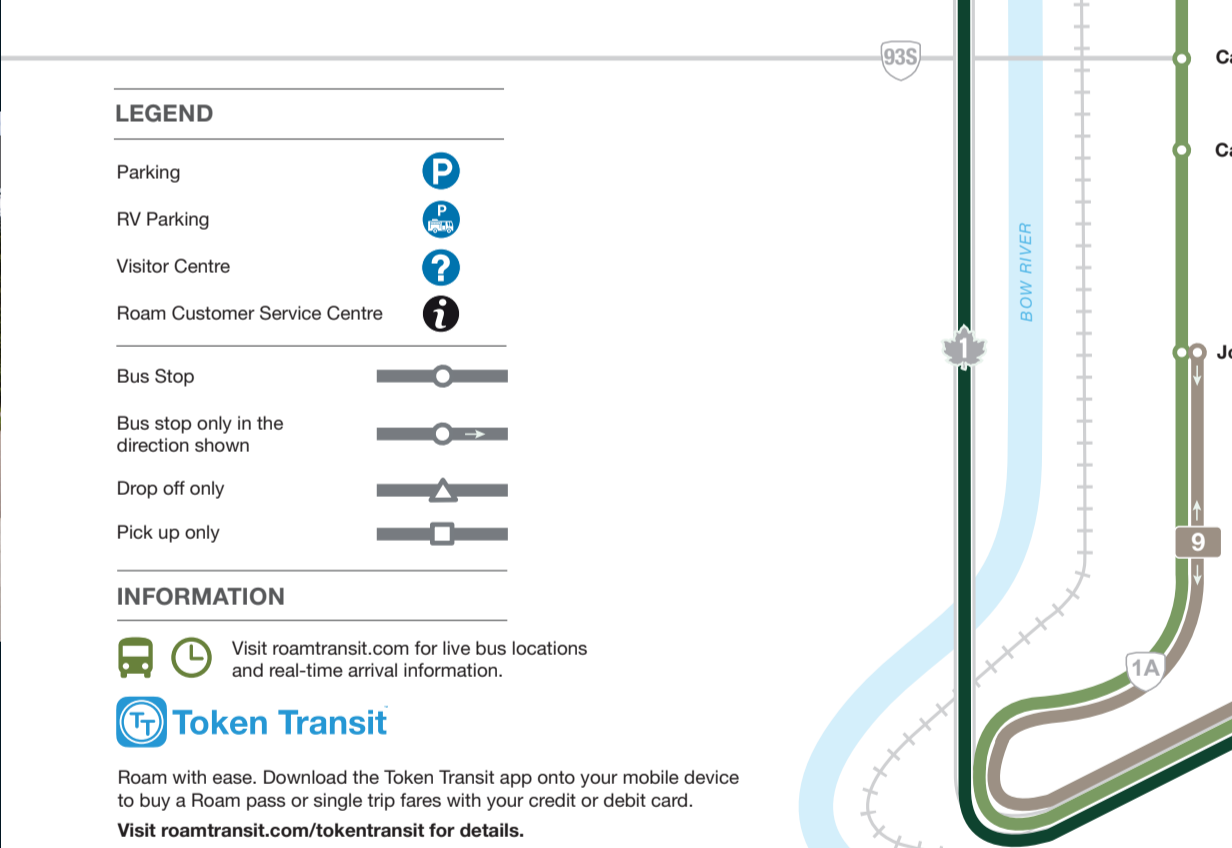 93S
LEGEND
Parking
P
RV Parking
P
Visitor Centre
?
Roam Customer Service Centre
i
Bus Stop
Bus stop only in the
direction shown
Drop off only
Pick up only
INFORMATION
Visit roamtransit.com for live bus locations
and real-time arrival information.
TT Token Transit
Roam with ease. Download the Token Transit app onto your mobile device
to buy a Roam pass or single trip fares with your credit or debit card.
Visit roamtransit.com/tokentransit for details.
BOW RIVER
1
9
1A